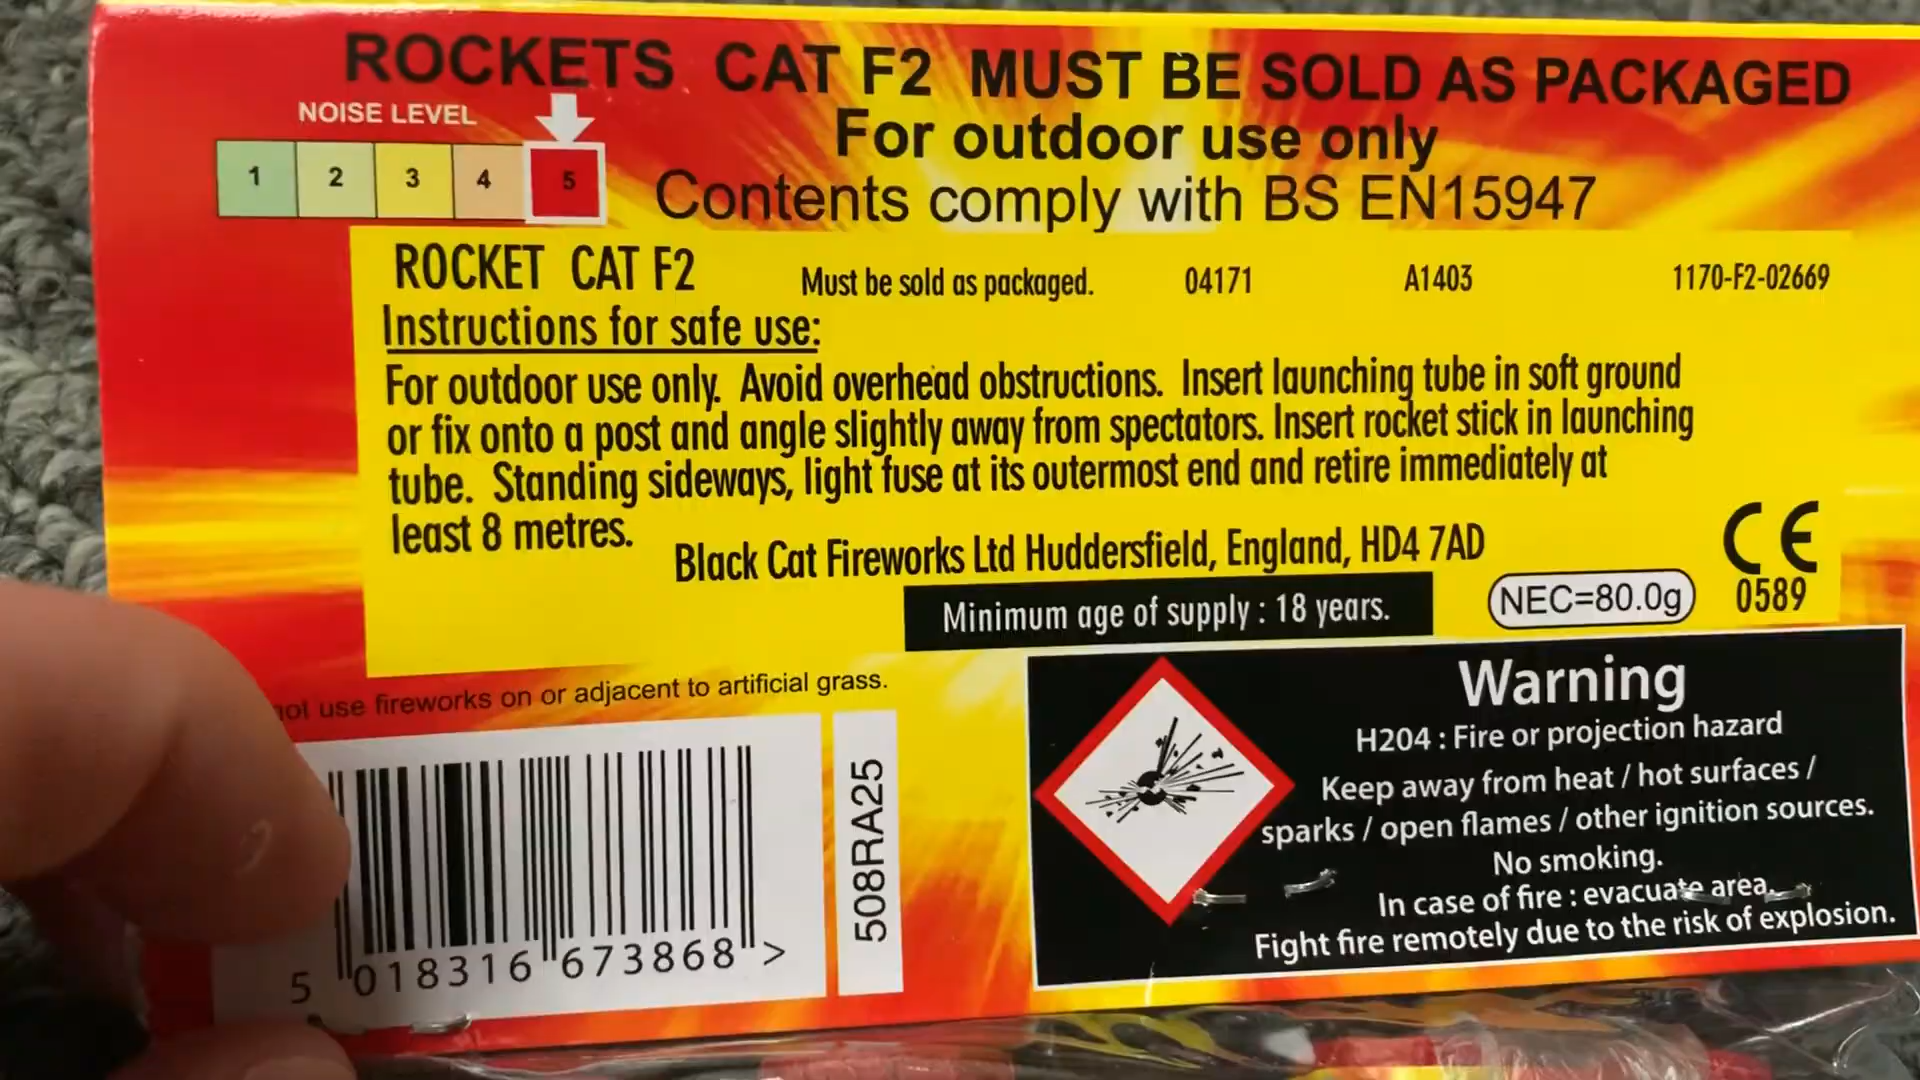 ROCKETS CAT F2 MUST BE SOLD AS PACKAGED
NOISE LEVEL
For outdoor use only
1 2 3 4 5
Contents comply with BS EN15947
ROCKET CAT F2 Must be sold as packaged. 04171 A1403 1170-F2-02669
Instructions for safe use:
For outdoor use only. Avoid overhead obstructions. Insert launching tube in soft ground
or fix onto a post and angle slightly away from spectators. Insert rocket stick in launching
tube. Standing sideways, light fuse at its outermost end and retire immediately at
least 8 metres.
Black Cat Fireworks Ltd Huddersfield, England, HD4 7AD
CE
0589
Minimum age of supply : 18 years.
NEC=80.0g
not use fireworks on or adjacent to artificial grass.
5 018316 673868 >
508RA25
Warning
H204 : Fire or projection hazard
Keep away from heat / hot surfaces /
sparks / open flames / other ignition sources.
No smoking.
In case of fire : evacuate area.
Fight fire remotely due to the risk of explosion.